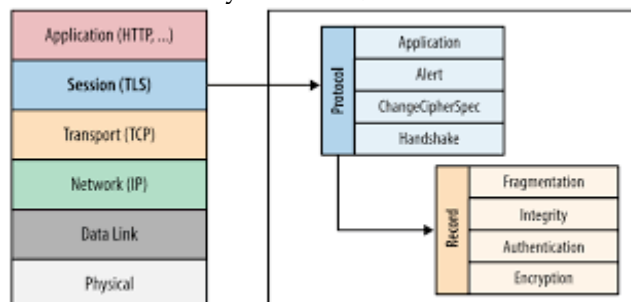 Application (HTTP, ...)
Session (TLS)
Transport (TCP)
Network (IP)
Data Link
Physical
Protocol
Application
Alert
ChangeCipherSpec
Handshake
Record
Fragmentation
Integrity
Authentication
Encryption